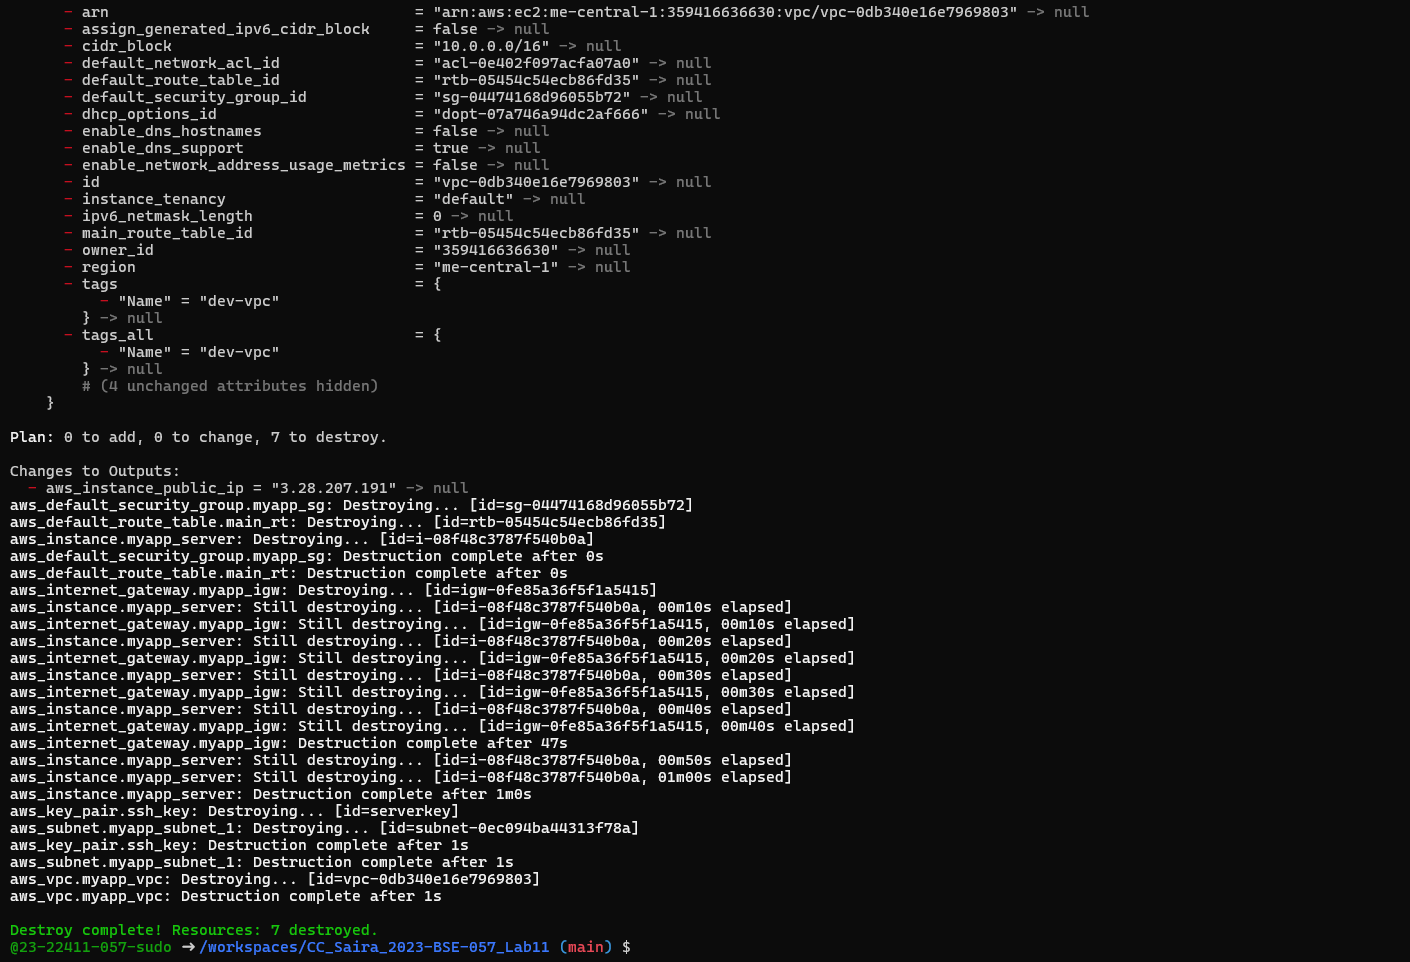 - arn = "arn:aws:ec2:me-central-1:359416636630:vpc/vpc-0db340e16e7969803" -> null
- assign_generated_ipv6_cidr_block = false -> null
- cidr_block = "10.0.0.0/16" -> null
- default_network_acl_id = "acl-0e402f097acfa07a0" -> null
- default_route_table_id = "rtb-05454c54ecb86fd35" -> null
- default_security_group_id = "sg-04474168d96055b72" -> null
- dhcp_options_id = "dopt-07a746a94dc2af666" -> null
- enable_dns_hostnames = false -> null
- enable_dns_support = true -> null
- enable_network_address_usage_metrics = false -> null
- id = "vpc-0db340e16e7969803" -> null
- instance_tenancy = "default" -> null
- ipv6_netmask_length = 0 -> null
- main_route_table_id = "rtb-05454c54ecb86fd35" -> null
- owner_id = "359416636630" -> null
- region = "me-central-1" -> null
- tags = {
- "Name" = "dev-vpc"
} -> null
- tags_all = {
- "Name" = "dev-vpc"
} -> null
# (4 unchanged attributes hidden)
}
Plan: 0 to add, 0 to change, 7 to destroy.
Changes to Outputs:
- aws_instance_public_ip = "3.28.207.191" -> null
aws_default_security_group.myapp_sg: Destroying... [id=sg-04474168d96055b72]
aws_default_route_table.main_rt: Destroying... [id=rtb-05454c54ecb86fd35]
aws_instance.myapp_server: Destroying... [id=i-08f48c3787f540b0a]
aws_default_security_group.myapp_sg: Destruction complete after 0s
aws_default_route_table.main_rt: Destruction complete after 0s
aws_internet_gateway.myapp_igw: Destroying... [id=igw-0fe85a36f5f1a5415]
aws_instance.myapp_server: Still destroying... [id=i-08f48c3787f540b0a, 00m10s elapsed]
aws_internet_gateway.myapp_igw: Still destroying... [id=igw-0fe85a36f5f1a5415, 00m10s elapsed]
aws_instance.myapp_server: Still destroying... [id=i-08f48c3787f540b0a, 00m20s elapsed]
aws_internet_gateway.myapp_igw: Still destroying... [id=igw-0fe85a36f5f1a5415, 00m20s elapsed]
aws_instance.myapp_server: Still destroying... [id=i-08f48c3787f540b0a, 00m30s elapsed]
aws_internet_gateway.myapp_igw: Still destroying... [id=igw-0fe85a36f5f1a5415, 00m30s elapsed]
aws_instance.myapp_server: Still destroying... [id=i-08f48c3787f540b0a, 00m40s elapsed]
aws_internet_gateway.myapp_igw: Still destroying... [id=igw-0fe85a36f5f1a5415, 00m40s elapsed]
aws_internet_gateway.myapp_igw: Destruction complete after 47s
aws_instance.myapp_server: Still destroying... [id=i-08f48c3787f540b0a, 00m50s elapsed]
aws_instance.myapp_server: Still destroying... [id=i-08f48c3787f540b0a, 01m00s elapsed]
aws_instance.myapp_server: Destruction complete after 1m0s
aws_key_pair.ssh_key: Destroying... [id=serverkey]
aws_subnet.myapp_subnet_1: Destroying... [id=subnet-0ec094ba44313f78a]
aws_key_pair.ssh_key: Destruction complete after 1s
aws_subnet.myapp_subnet_1: Destruction complete after 1s
aws_vpc.myapp_vpc: Destroying... [id=vpc-0db340e16e7969803]
aws_vpc.myapp_vpc: Destruction complete after 1s
Destroy complete! Resources: 7 destroyed.
@23-22411-057-sudo ➜ /workspaces/CC_Saira_2023-BSE-057_Lab11 (main) $